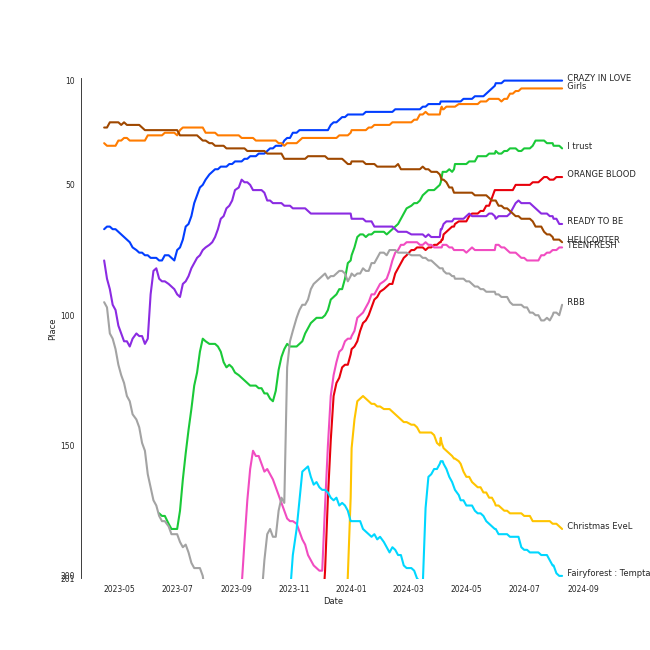 10
CRAZY IN LOVE
Girls
I trust
ORANGE BLOOD
50
READY TO BE
HELICOPTER
TEENFRESH
RBB
100
Place
150
Christmas EveL
Fairyforest : Tempta
200
201
2023-05 2023-07 2023-09 2023-11 2024-01 2024-03 2024-05 2024-07 2024-09
Date